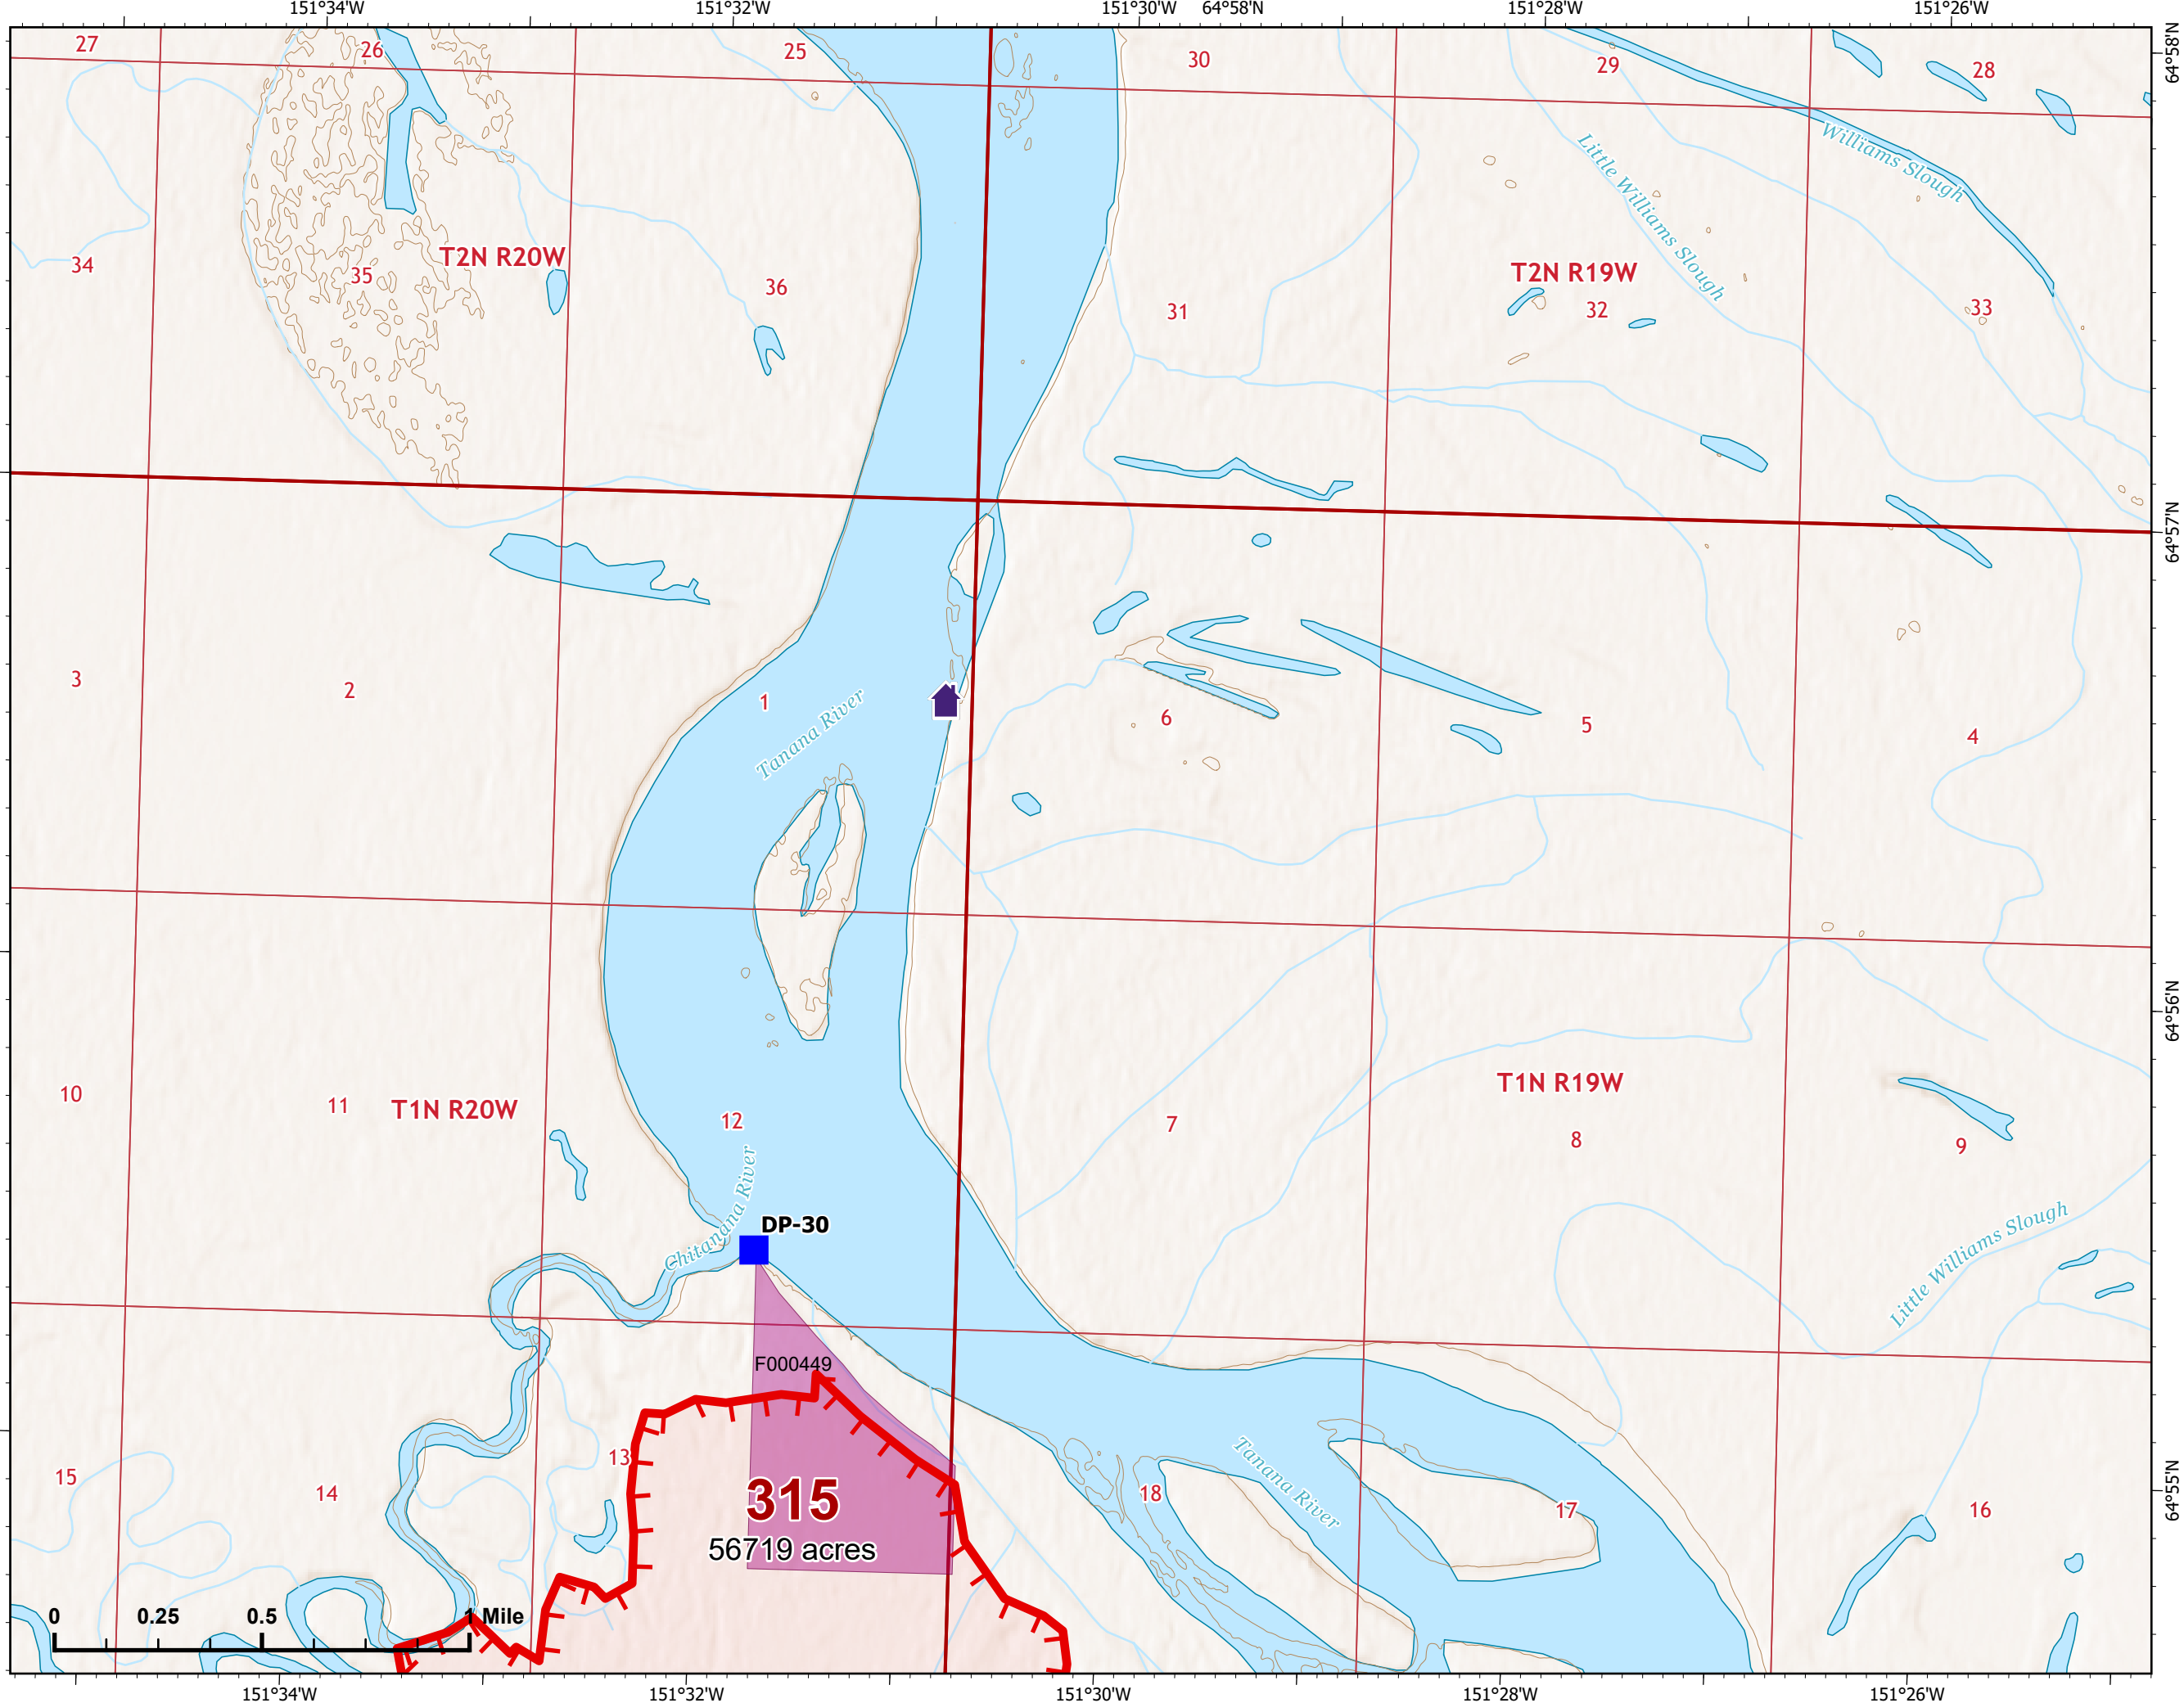 151°34'W 151°32'W 151°30'W 64°58'N 151°28'W 151°26'W
27 26 25 30 29 28
64°58'N
Williams Slough
Little Williams Slough
34 35 T2N R20W 36 31 T2N R19W 32 33
64°57'N
3 2 1 6 5 4
Tanana River
64°56'N
10 11 T1N R20W 12 7 T1N R19W 8 9
Chitanana River
DP-30
Little Williams Slough
F000449
15 14 13 18 17 16
Tanana River
64°55'N
315
56719 acres
0 0.25 0.5 1 Mile
151°34'W 151°32'W 151°30'W 151°28'W 151°26'W